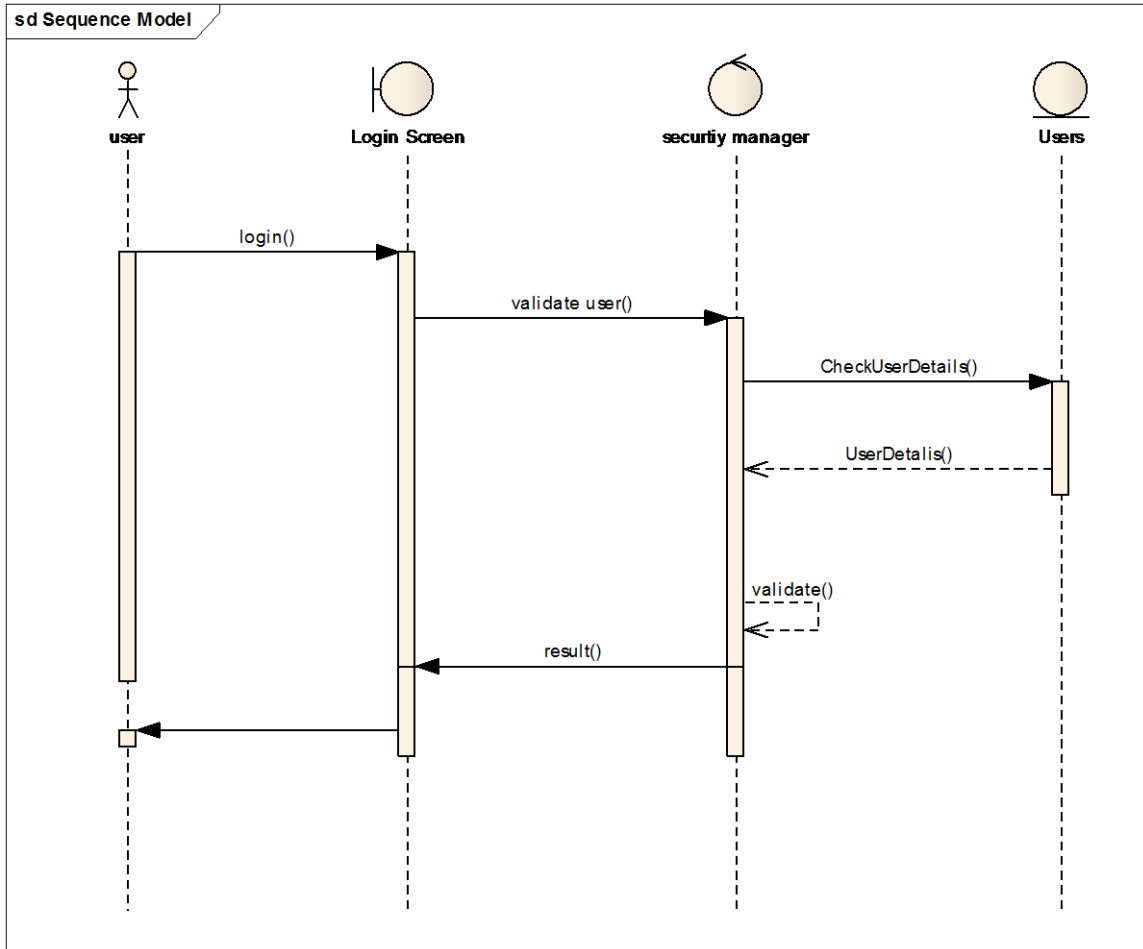 sd Sequence Model
user
Login Screen
securtiy manager
Users
login()
validate user()
CheckUserDetails()
UserDetalis()
validate()
result()